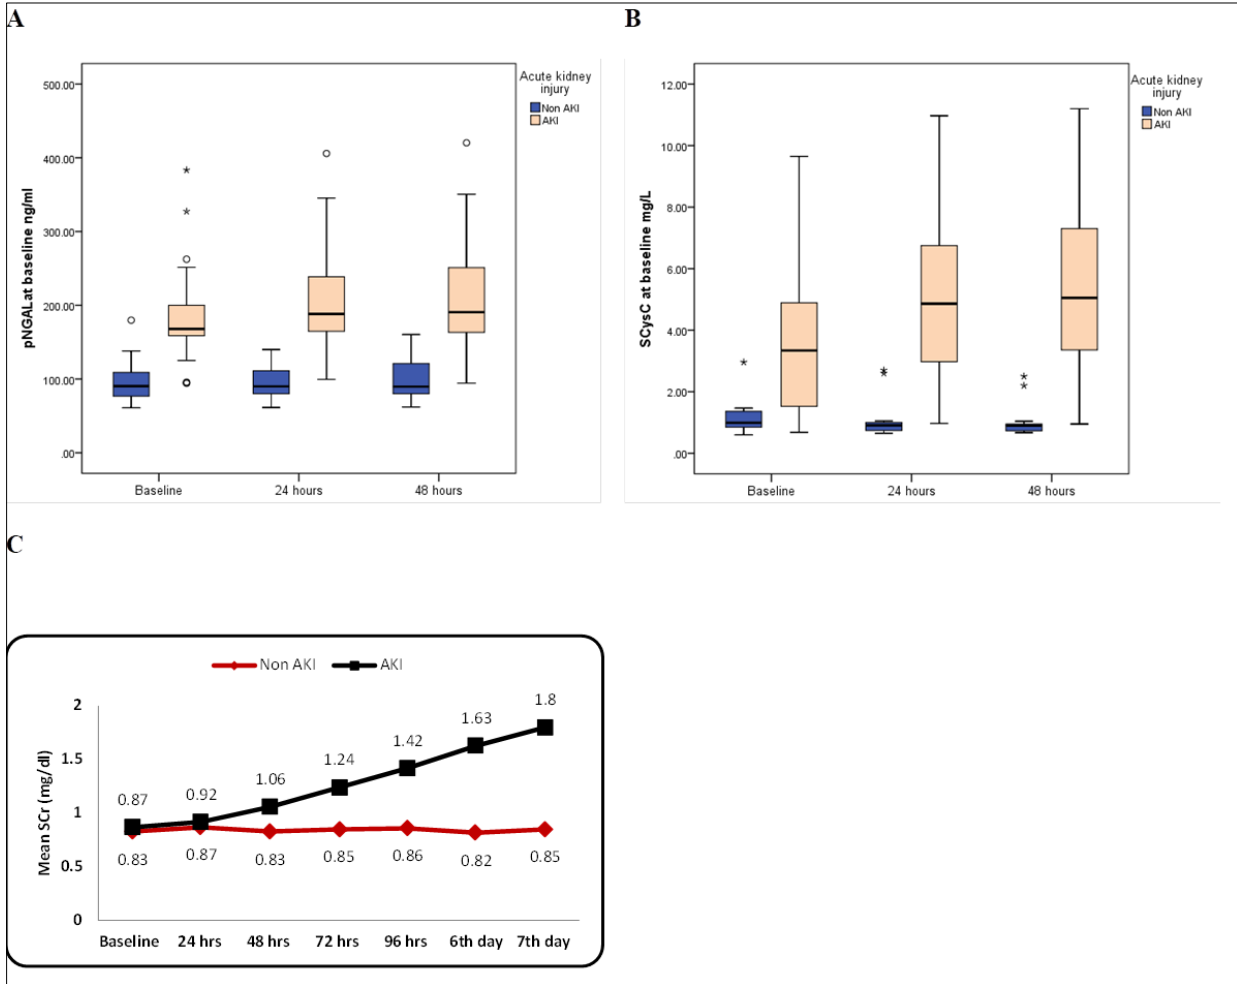 A
pNGALat baseline ng/ml
500.00
400.00
300.00
200.00
100.00
.00
Baseline
24 hours
48 hours
Acute kidney
injury
Non AKI
AKI
B
SCysC at baseline mg/L
12.00
10.00
8.00
6.00
4.00
2.00
.00
Baseline
24 hours
48 hours
Acute kidney
injury
Non AKI
AKI
C
Non AKI
AKI
Mean SCr (mg/dl)
2
1.5
1
0.5
0
0.87
0.92
1.06
1.24
1.42
1.63
1.8
0.83
0.87
0.83
0.85
0.86
0.82
0.85
Baseline
24 hrs
48 hrs
72 hrs
96 hrs
6th day
7th day